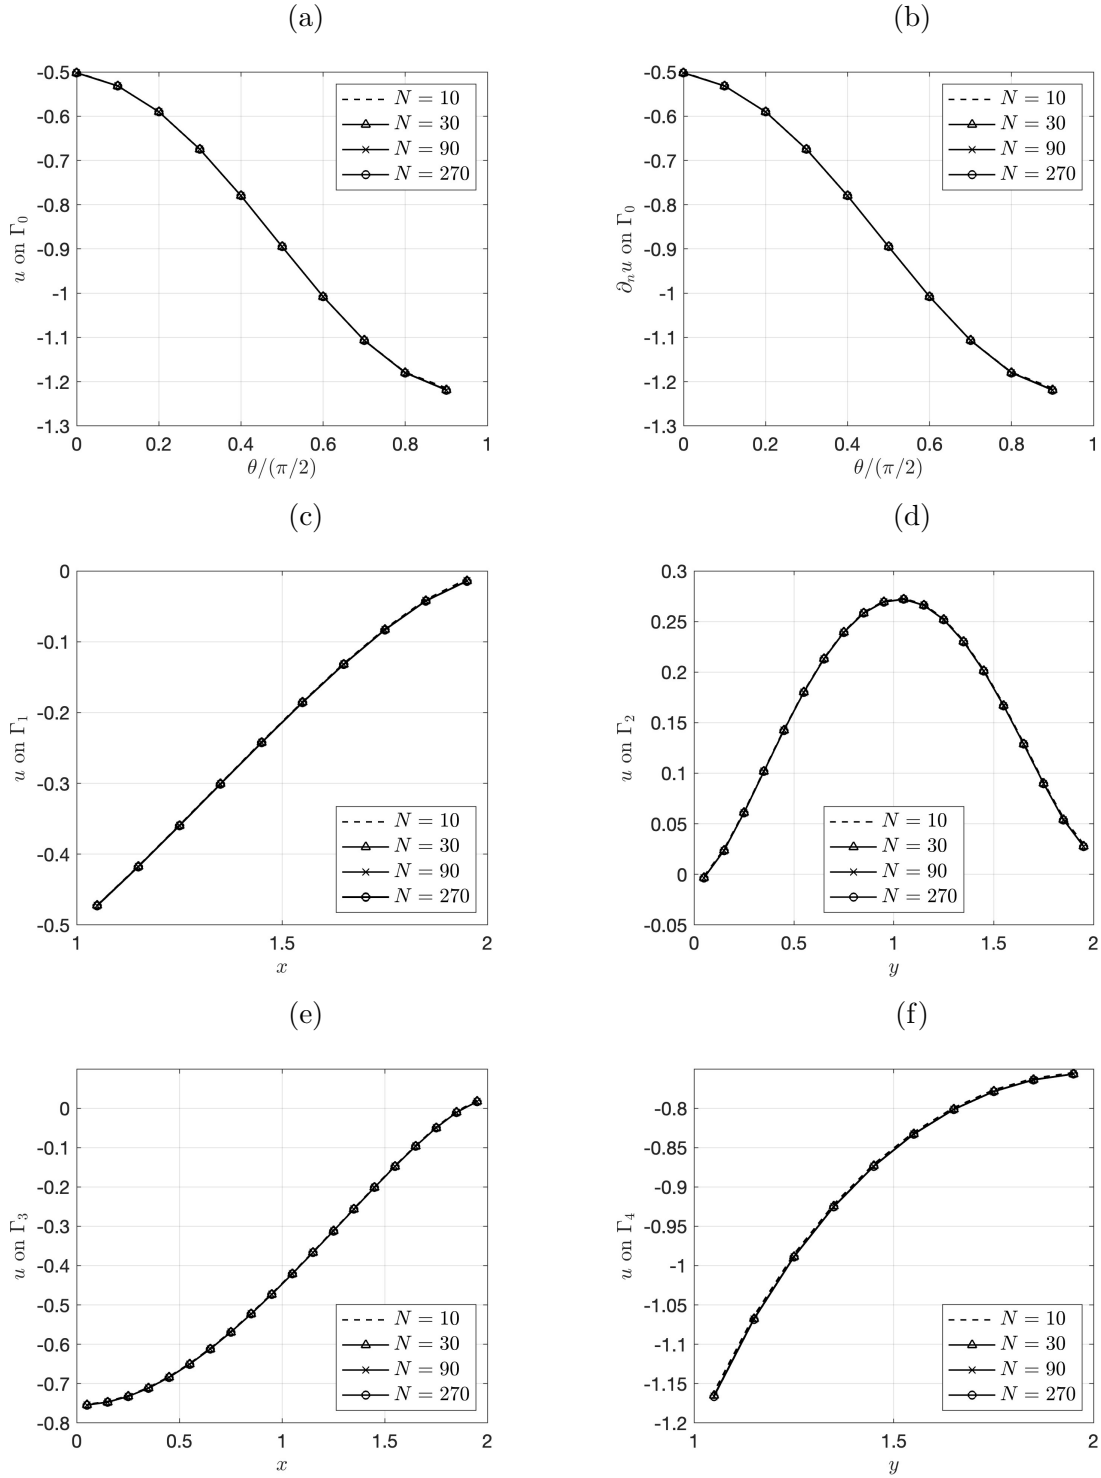 (a)
-0.5
-0.6
-0.7
-0.8
-0.9
-1
-1.1
-1.2
-1.3
u on Γ₀
0 0.2 0.4 0.6 0.8 1
θ/(π/2)
N = 10
N = 30
N = 90
N = 270
(b)
-0.5
-0.6
-0.7
-0.8
-0.9
-1
-1.1
-1.2
-1.3
∂ₙu on Γ₀
0 0.2 0.4 0.6 0.8 1
θ/(π/2)
N = 10
N = 30
N = 90
N = 270
(c)
0
-0.1
-0.2
-0.3
-0.4
-0.5
u on Γ₁
1 1.5 2
x
N = 10
N = 30
N = 90
N = 270
(d)
0.3
0.25
0.2
0.15
0.1
0.05
0
-0.05
u on Γ₂
0 0.5 1 1.5 2
y
N = 10
N = 30
N = 90
N = 270
(e)
0
-0.1
-0.2
-0.3
-0.4
-0.5
-0.6
-0.7
-0.8
u on Γ₃
0 0.5 1 1.5 2
x
N = 10
N = 30
N = 90
N = 270
(f)
-0.8
-0.85
-0.9
-0.95
-1
-1.05
-1.1
-1.15
-1.2
u on Γ₄
1 1.5 2
y
N = 10
N = 30
N = 90
N = 270